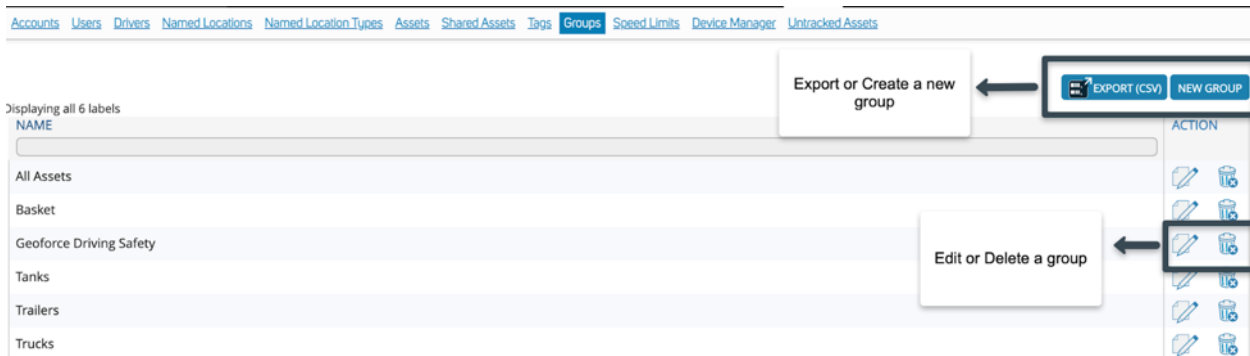 Accounts Users Drivers Named Locations Named Location Types Assets Shared Assets Tags Groups Speed Limits Device Manager Untracked Assets
Export or Create a new
group
EXPORT (CSV) NEW GROUP
Displaying all 6 labels
NAME ACTION
All Assets
Basket
Geoforce Driving Safety
Edit or Delete a group
Tanks
Trailers
Trucks